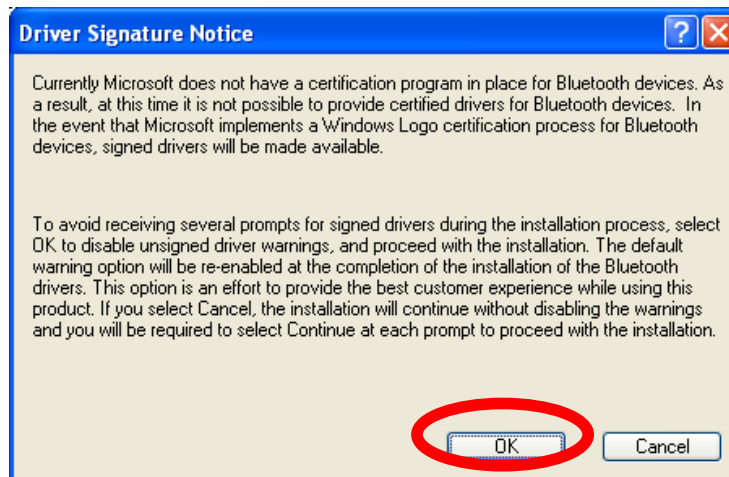 Driver Signature Notice
Currently Microsoft does not have a certification program in place for Bluetooth devices. As
a result, at this time it is not possible to provide certified drivers for Bluetooth devices. In
the event that Microsoft implements a Windows Logo certification process for Bluetooth
devices, signed drivers will be made available.
To avoid receiving several prompts for signed drivers during the installation process, select
OK to disable unsigned driver warnings, and proceed with the installation. The default
warning option will be re-enabled at the completion of the installation of the Bluetooth
drivers. This option is an effort to provide the best customer experience while using this
product. If you select Cancel, the installation will continue without disabling the warnings
and you will be required to select Continue at each prompt to proceed with the installation.
OK Cancel